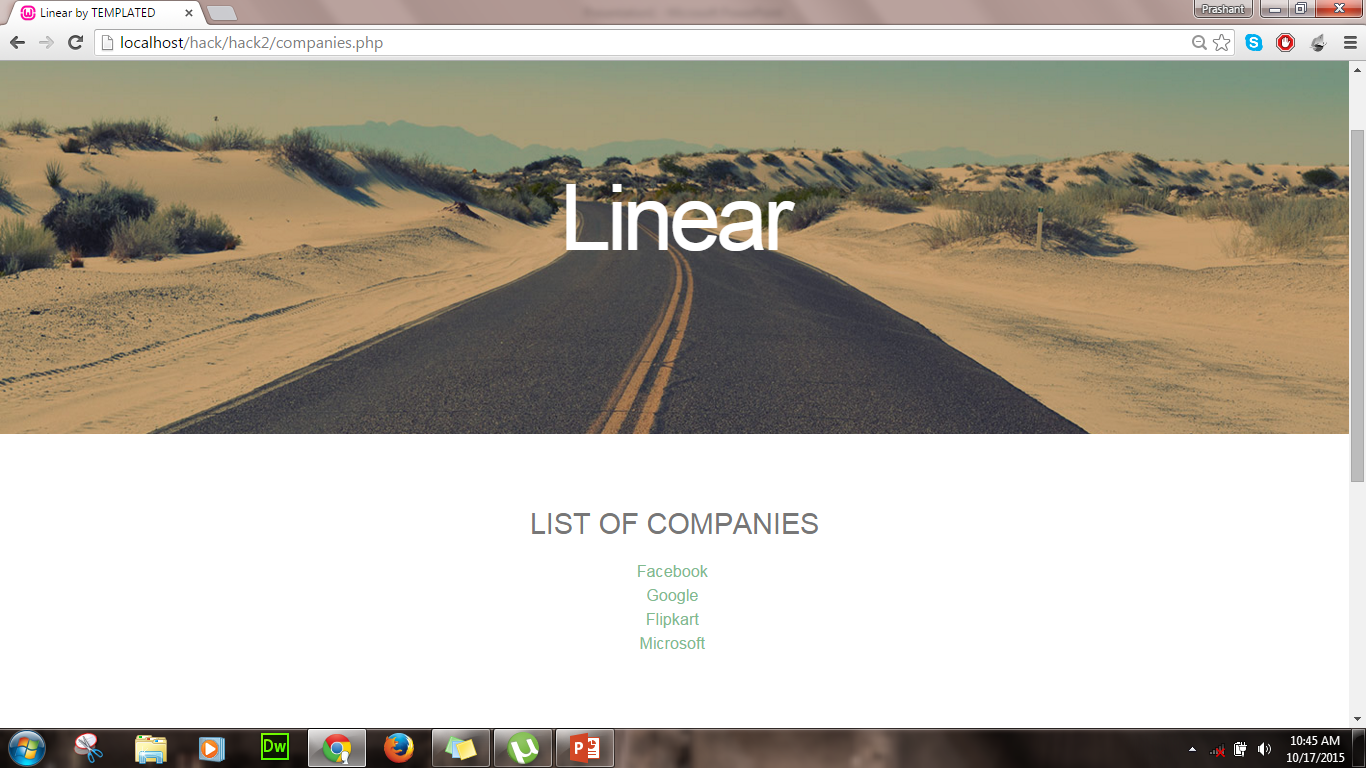 Linear by TEMPLATED
Prashant
localhost/hack/hack2/companies.php
Linear
LIST OF COMPANIES
Facebook
Google
Flipkart
Microsoft
Dw
10:45 AM
10/17/2015